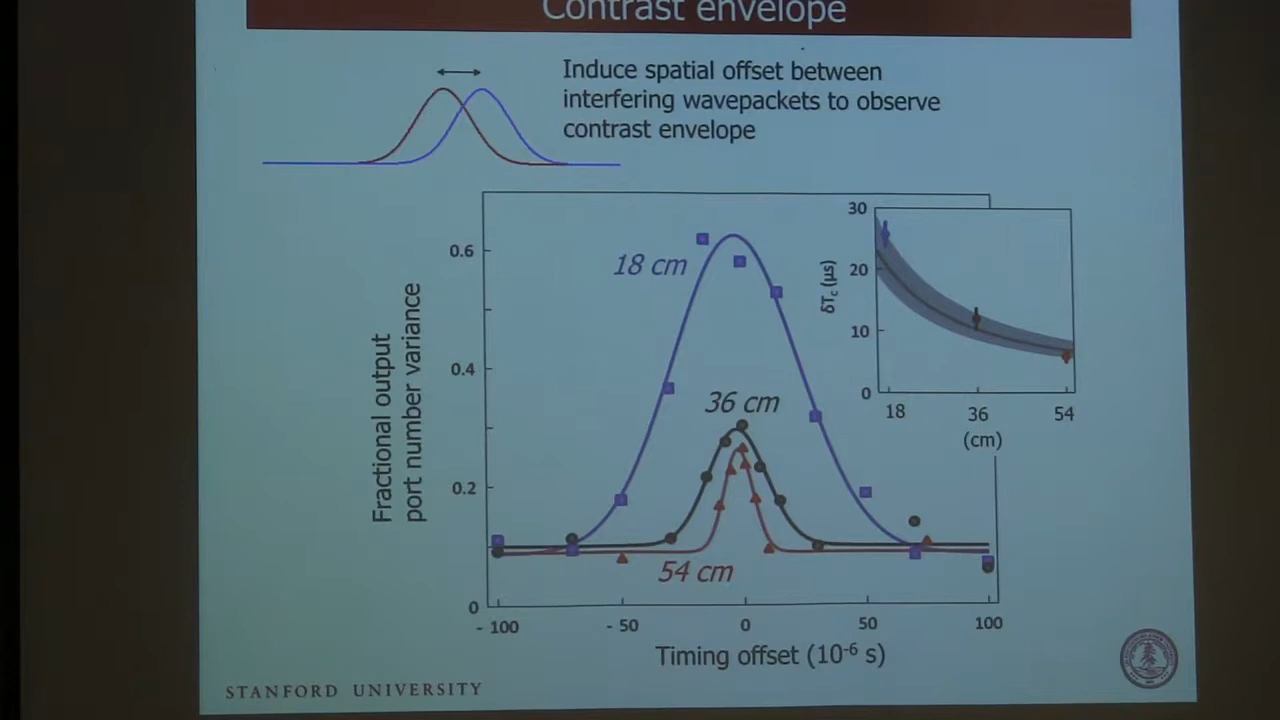 Contrast envelope
Induce spatial offset between
interfering wavepackets to observe
contrast envelope
Fractional output
port number variance
0.6
0.4
0.2
0
18 cm
36 cm
54 cm
30
20
10
0
δTc (μs)
18 36 54
(cm)
- 100 - 50 0 50 100
Timing offset (10-6 s)
STANFORD UNIVERSITY